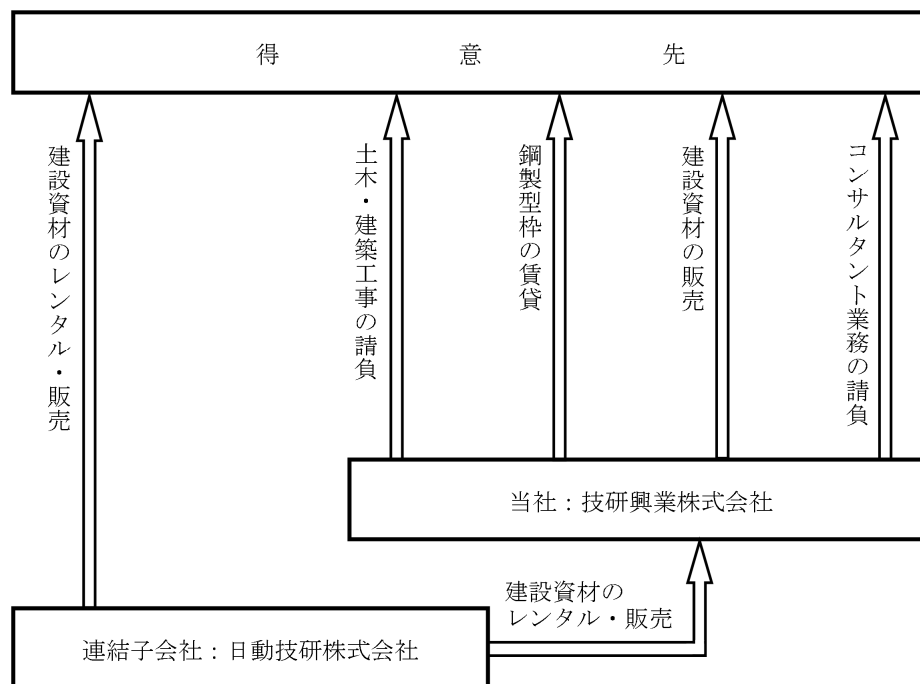 得意先
建設資材のレンタル・販売
土木・建築工事の請負
鋼製型枠の賃貸
建設資材の販売
コンサルタント業務の請負
当社：技研興業株式会社
建設資材の
レンタル・販売
連結子会社：日動技研株式会社